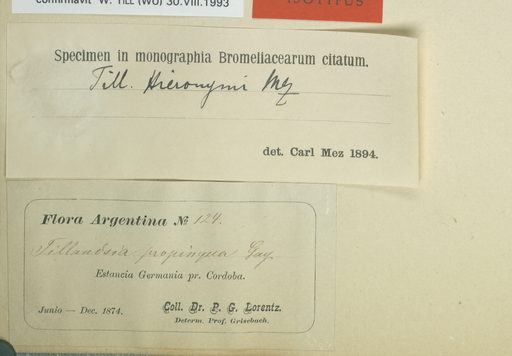 confirmavit W. TILL (WU) 30.VIII.1993
ISOTYPUS
Specimen in monographia Bromeliacearum citatum.
Till. Hieronymi Mez
det. Carl Mez 1894.
Flora Argentina № 124.
Tillandsia propinqua Gay
Estancia Germania pr. Cordoba.
Junio — Dec. 1874.
Coll. Dr. P. G. Lorentz.
Determ. Prof. Grisebach.